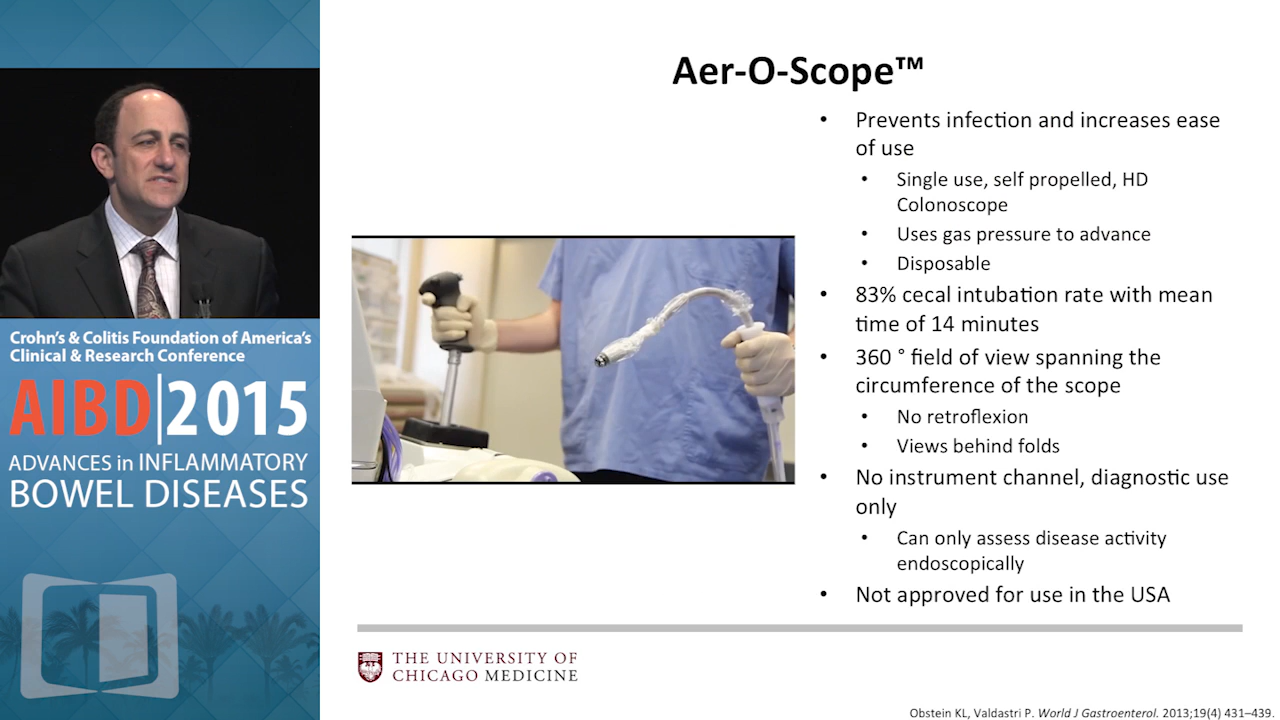 Crohn's & Colitis Foundation of America's
Clinical & Research Conference
AIBD|2015
ADVANCES in INFLAMMATORY
BOWEL DISEASES
Aer-O-Scope™
• Prevents infection and increases ease
of use
• Single use, self propelled, HD
Colonoscope
• Uses gas pressure to advance
• Disposable
• 83% cecal intubation rate with mean
time of 14 minutes
• 360 ° field of view spanning the
circumference of the scope
• No retroflexion
• Views behind folds
• No instrument channel, diagnostic use
only
• Can only assess disease activity
endoscopically
• Not approved for use in the USA
THE UNIVERSITY OF
CHICAGO MEDICINE
Obstein KL, Valdastri P. World J Gastroenterol. 2013;19(4) 431–439.